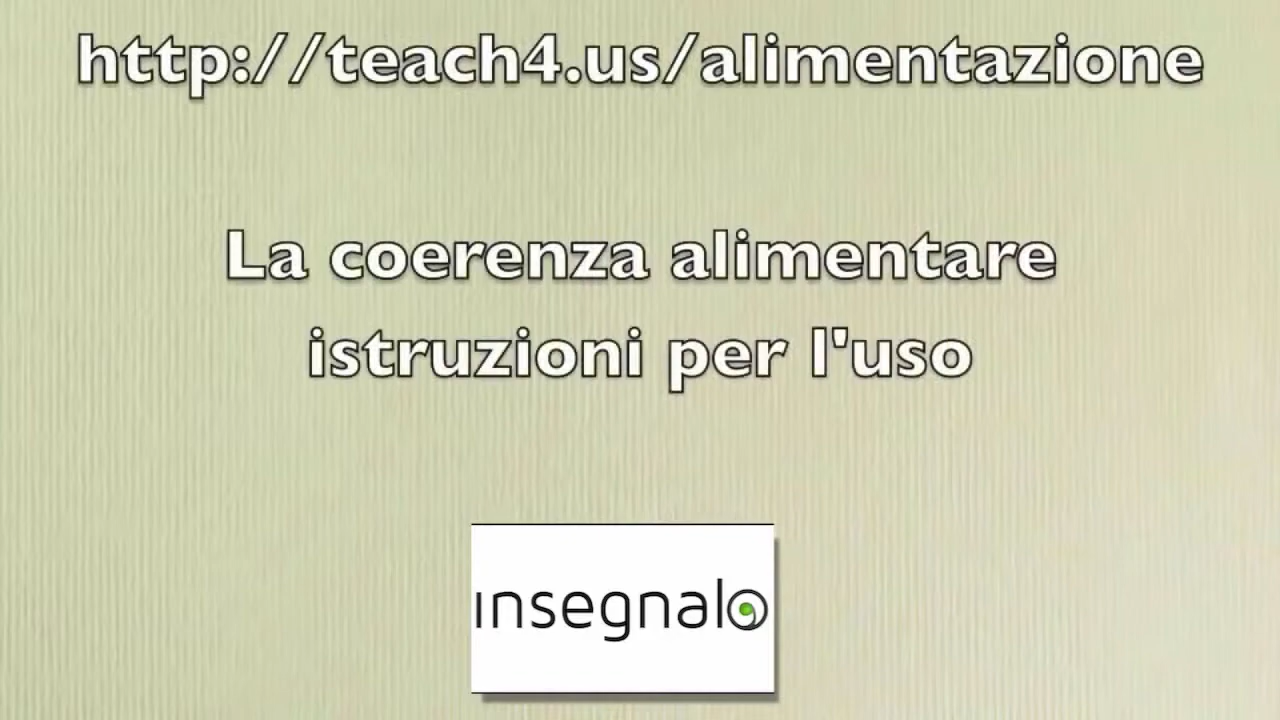 http://teach4.us/alimentazione
La coerenza alimentare
istruzioni per l'uso
insegnalo